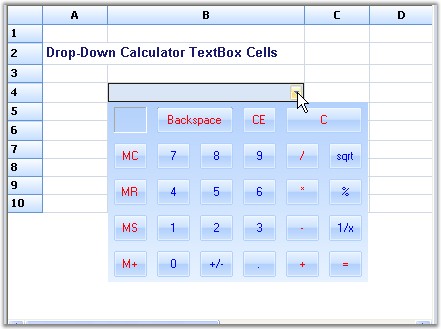 A B C D
1
2 Drop-Down Calculator TextBox Cells
3
4
5 Backspace CE C
6
7 MC 7 8 9 / sqrt
8
9 MR 4 5 6 * %
10
MS 1 2 3 - 1/x
M+ 0 +/- . + =